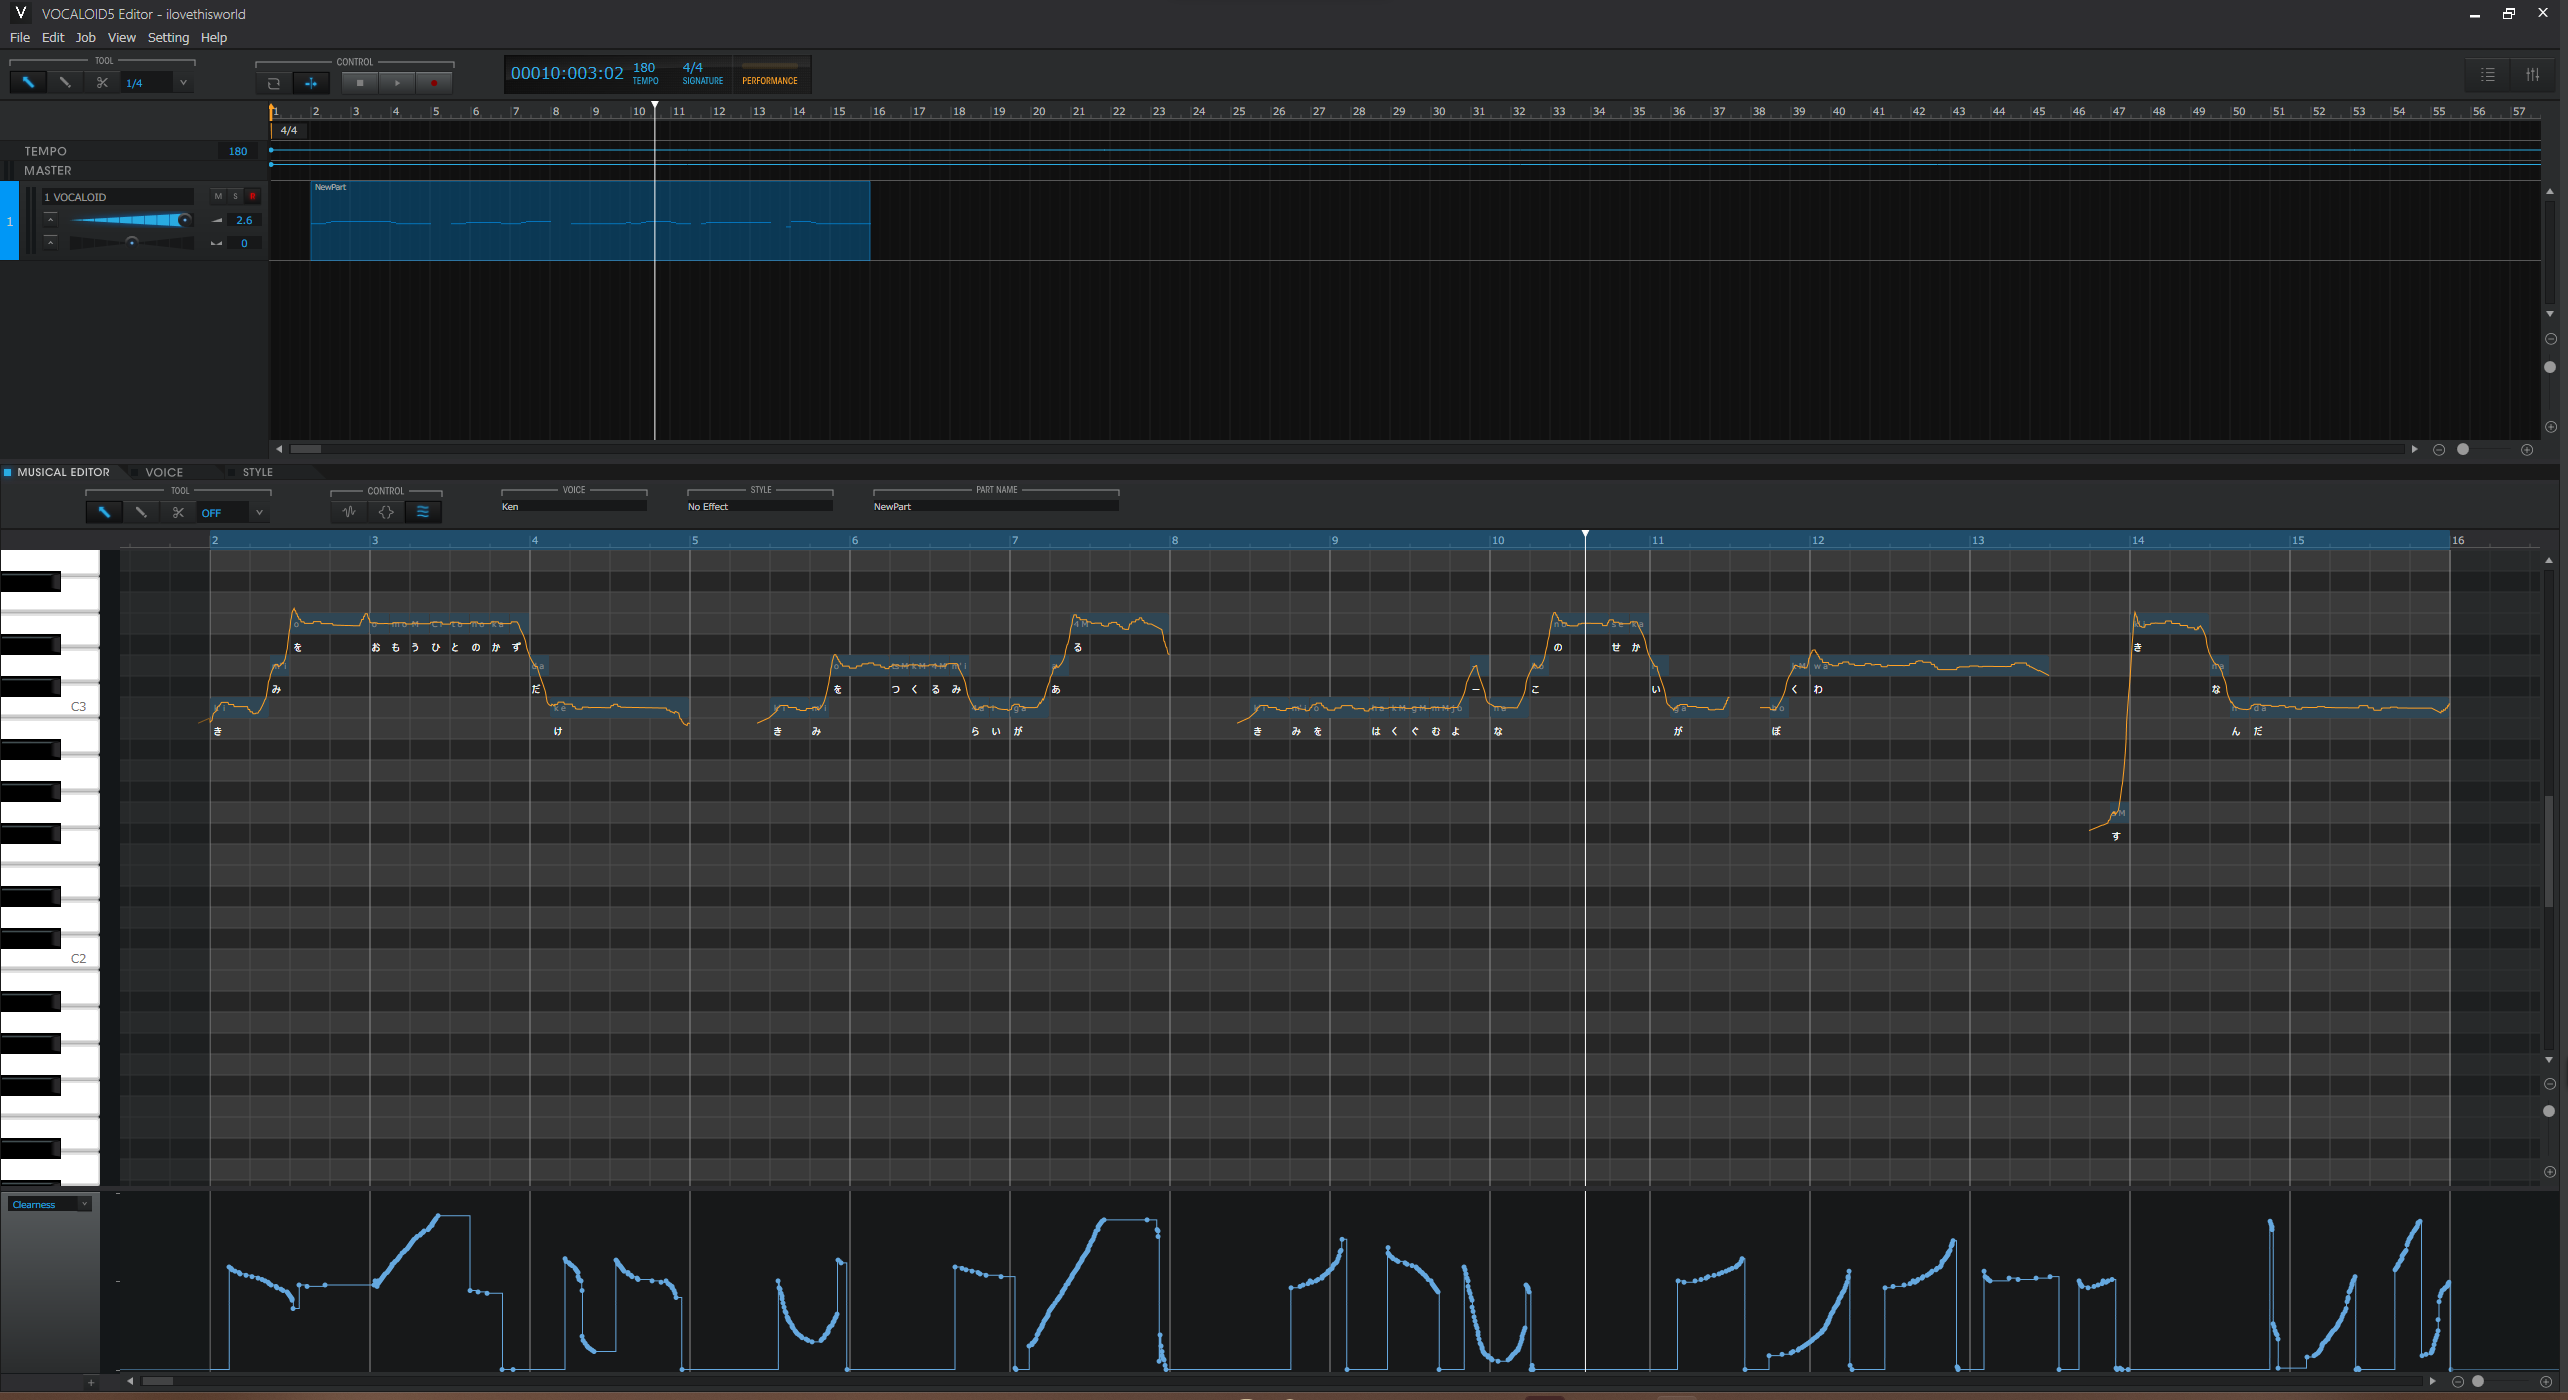 V VOCALOID5 Editor - ilovethisworld
File Edit Job View Setting Help
TOOL CONTROL
1/4
00010:003:02 180 TEMPO 4/4 SIGNATURE PERFORMANCE
1 2 3 4 5 6 7 8 9 10 11 12 13 14 15 16 17 18 19 20 21 22 23 24 25 26 27 28 29 30 31 32 33 34 35 36 37 38 39 40 41 42 43 44 45 46 47 48 49 50 51 52 53 54 55 56 57
4/4
TEMPO 180
MASTER
NewPart
1 1 VOCALOID M S
2.6
0
MUSICAL EDITOR VOICE STYLE
TOOL CONTROL VOICE STYLE PART NAME
OFF Ken No Effect NewPart
2 3 4 5 6 7 8 9 10 11 12 13 14 15 16
を おもうひとのかず る の せか き
み だ を つくるみ あ ー こ い くわ な
C3
き け き み らいが き みを はくぐむよ な が ぼ んだ
す
C2
Clearness